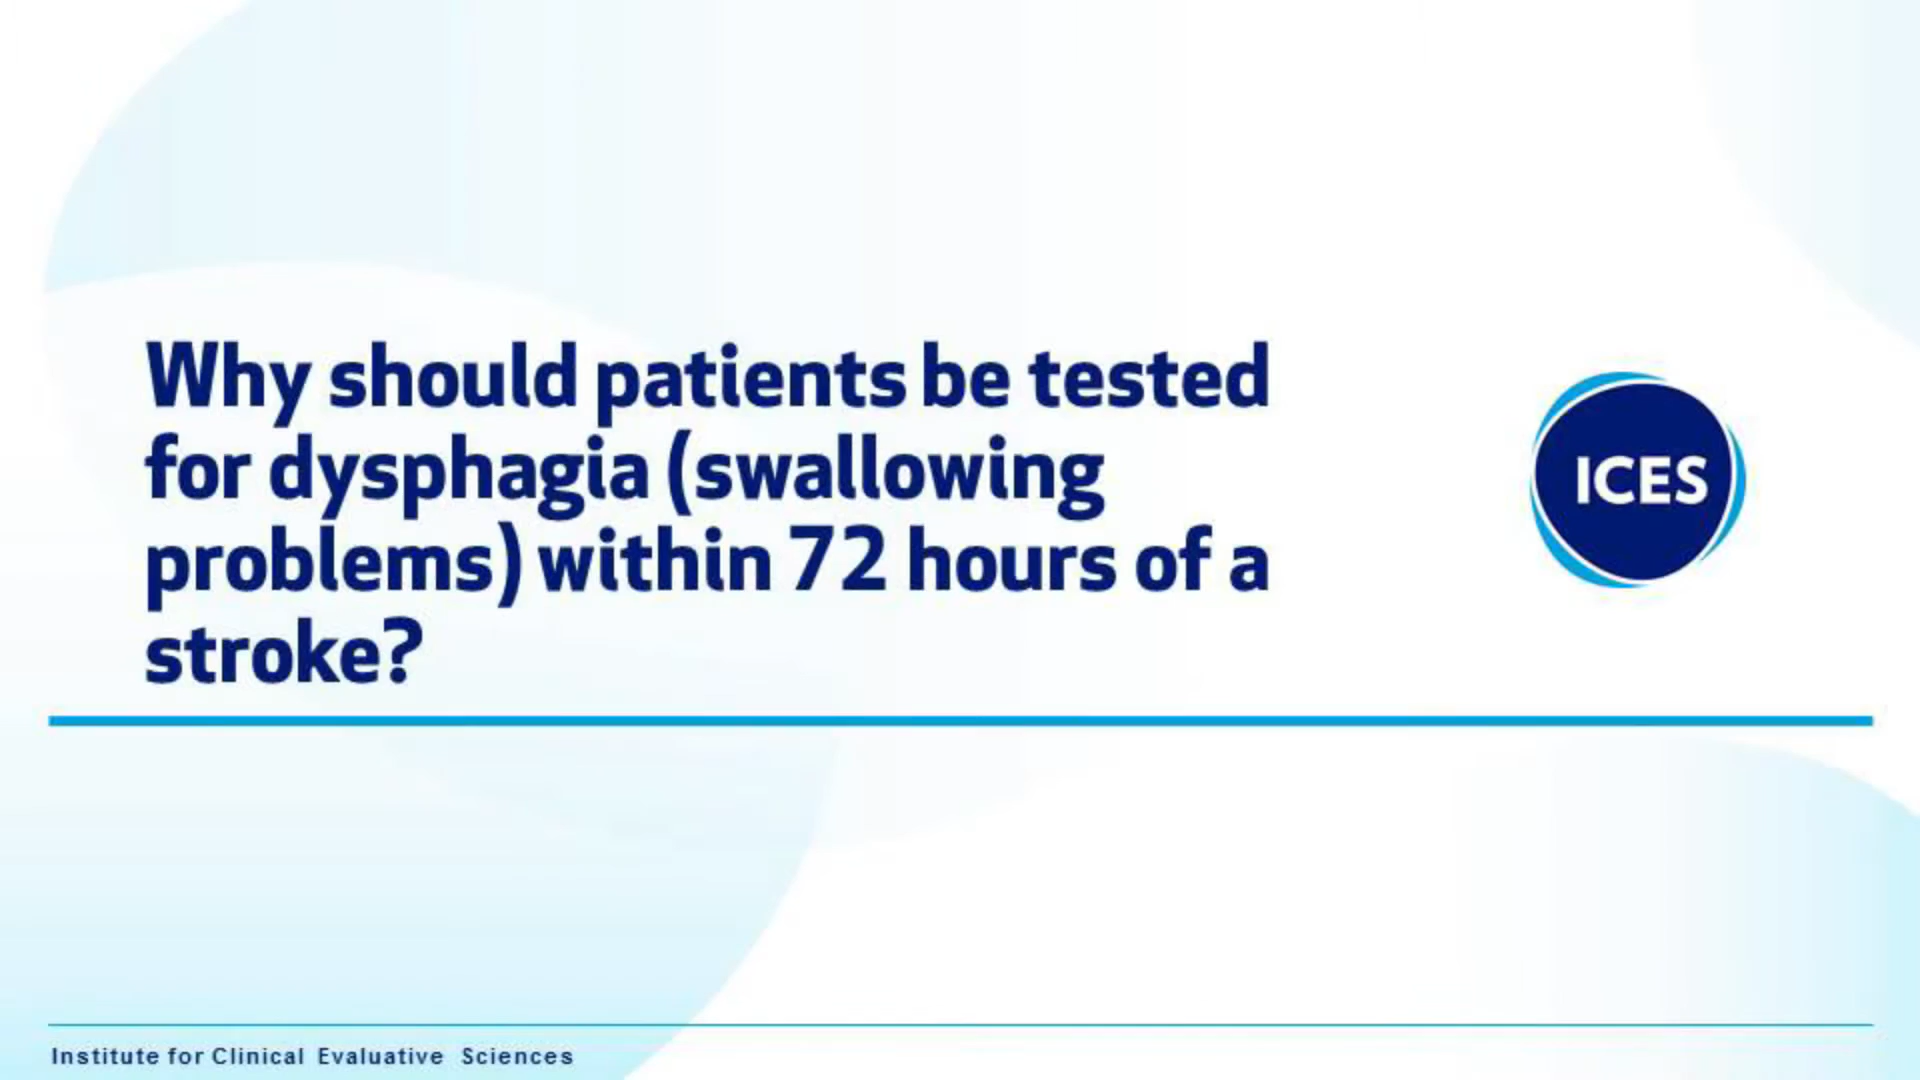 Why should patients be tested
for dysphagia (swallowing
problems) within 72 hours of a
stroke?
ICES
Institute for Clinical Evaluative Sciences